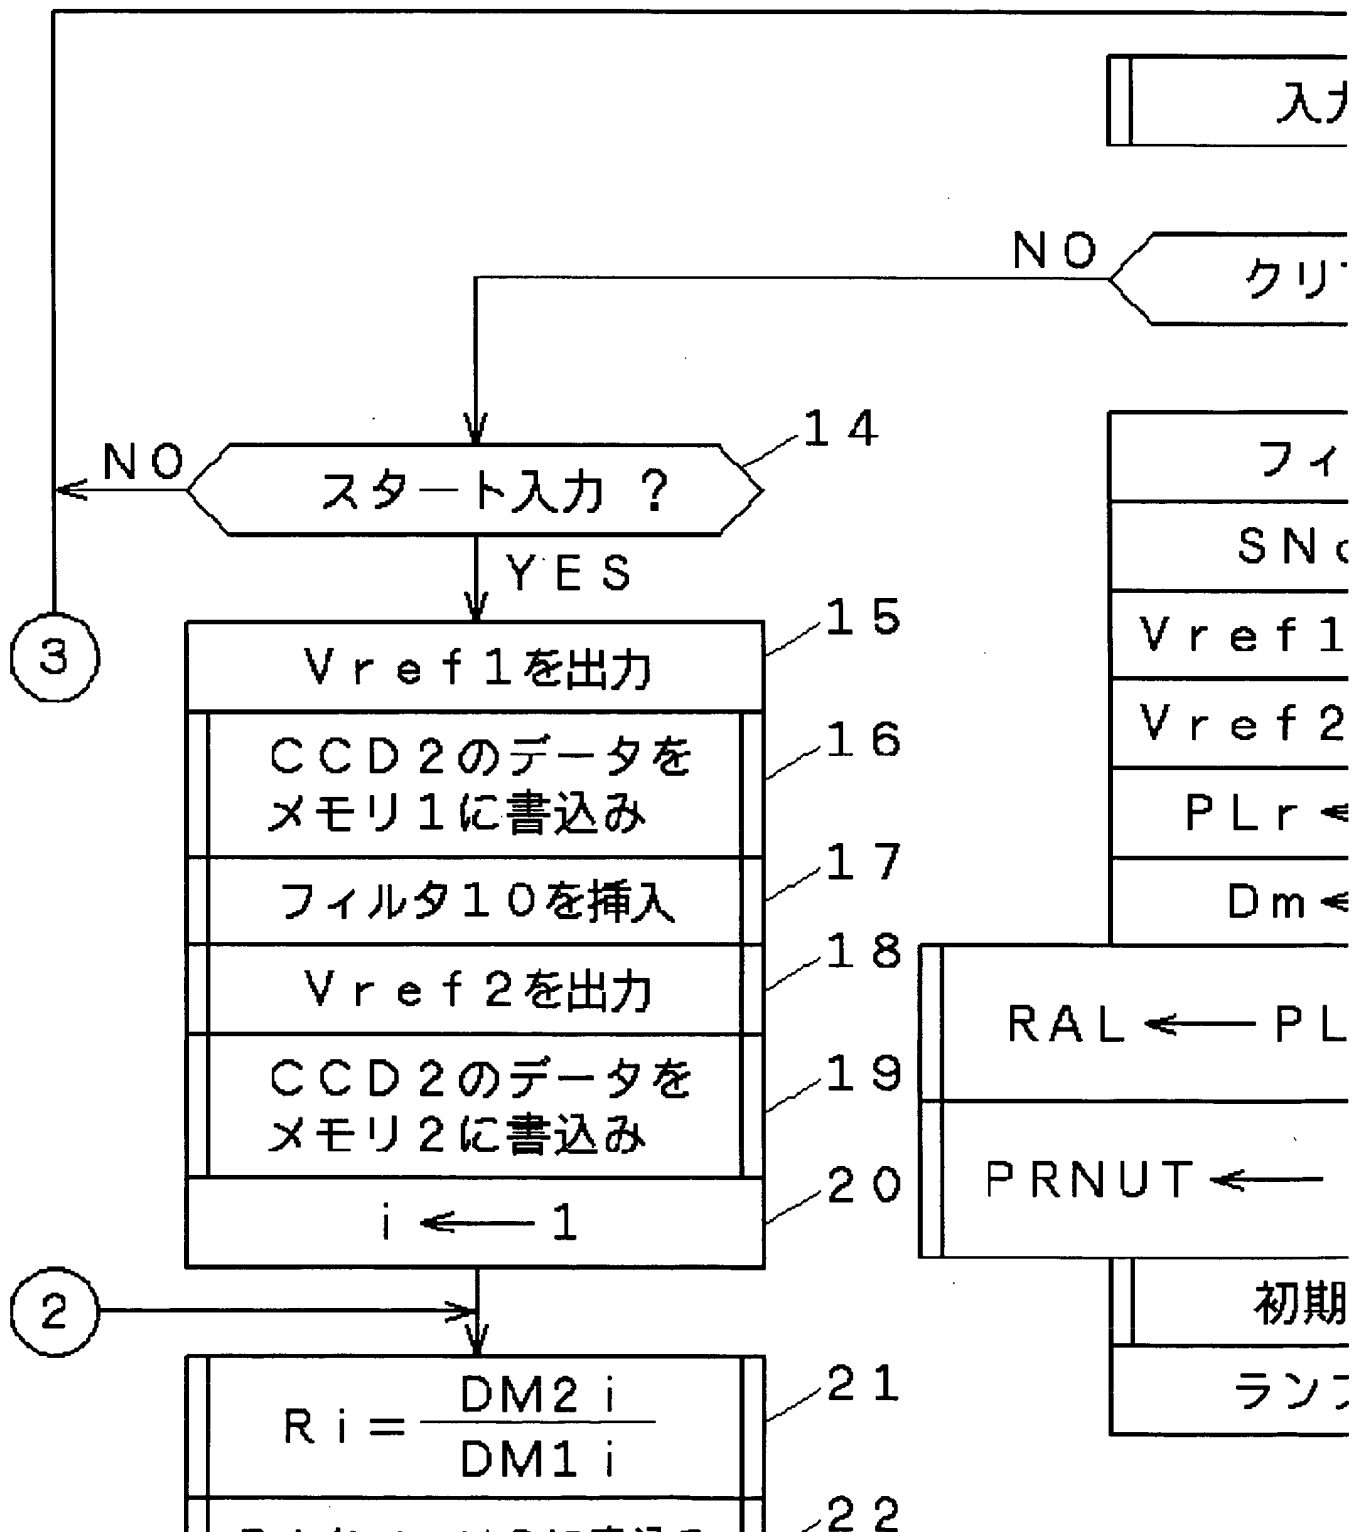 入力
NO
クリ
14
NO
スタート入力 ?
フィ
SN
YES
15
3
Vref1
Vref1を出力
Vref2
16
CCD2のデータを
メモリ1に書込み
PLr←
17
フィルタ10を挿入
Dm←
18
Vref2を出力
RAL←PL
19
CCD2のデータを
メモリ2に書込み
PRNUT←
20
i←1
2
初期
ラン
21
Ri=DM2i
DM1i
22